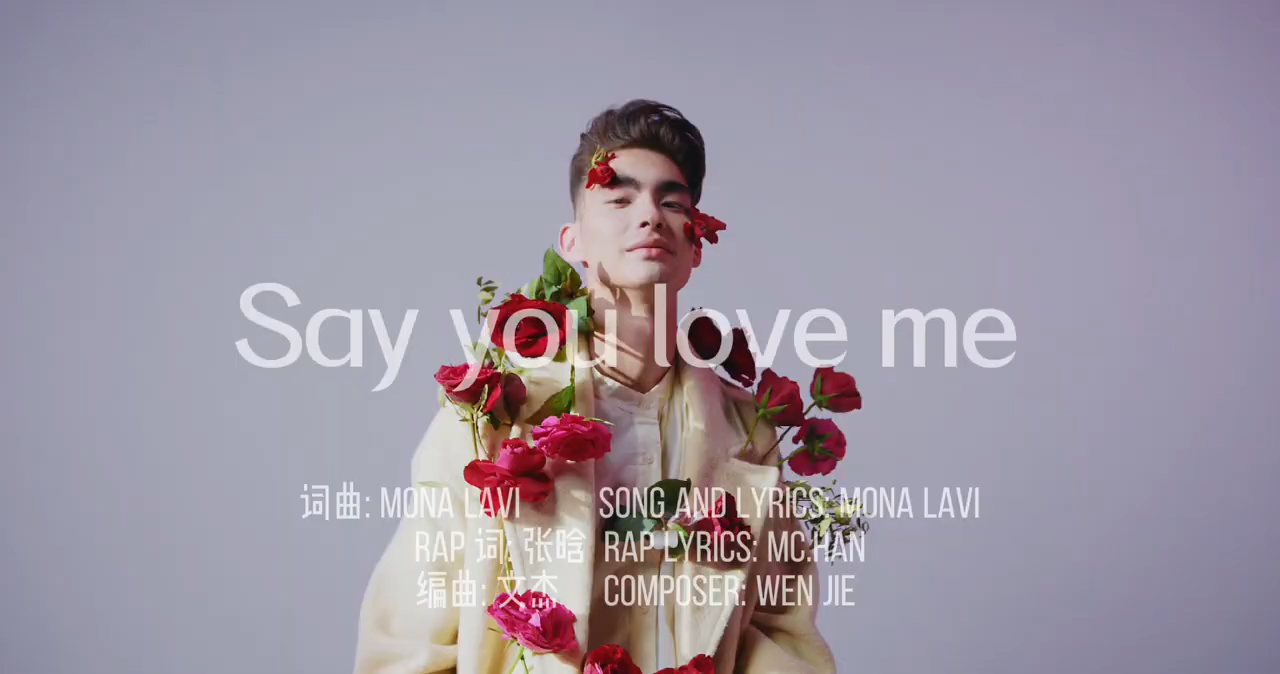 Say you love me
词曲: MONA LAVI SONG AND LYRICS: MONA LAVI
RAP 词: 张晗 RAP LYRICS: MC.HAN
编曲: 文杰 COMPOSER: WEN JIE